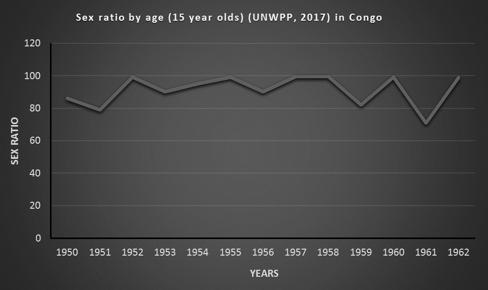 Sex ratio by age (15 year olds) (UNWPP, 2017) in Congo
120
100
80
60
40
20
0
SEX RATIO
1950 1951 1952 1953 1954 1955 1956 1957 1958 1959 1960 1961 1962
YEARS